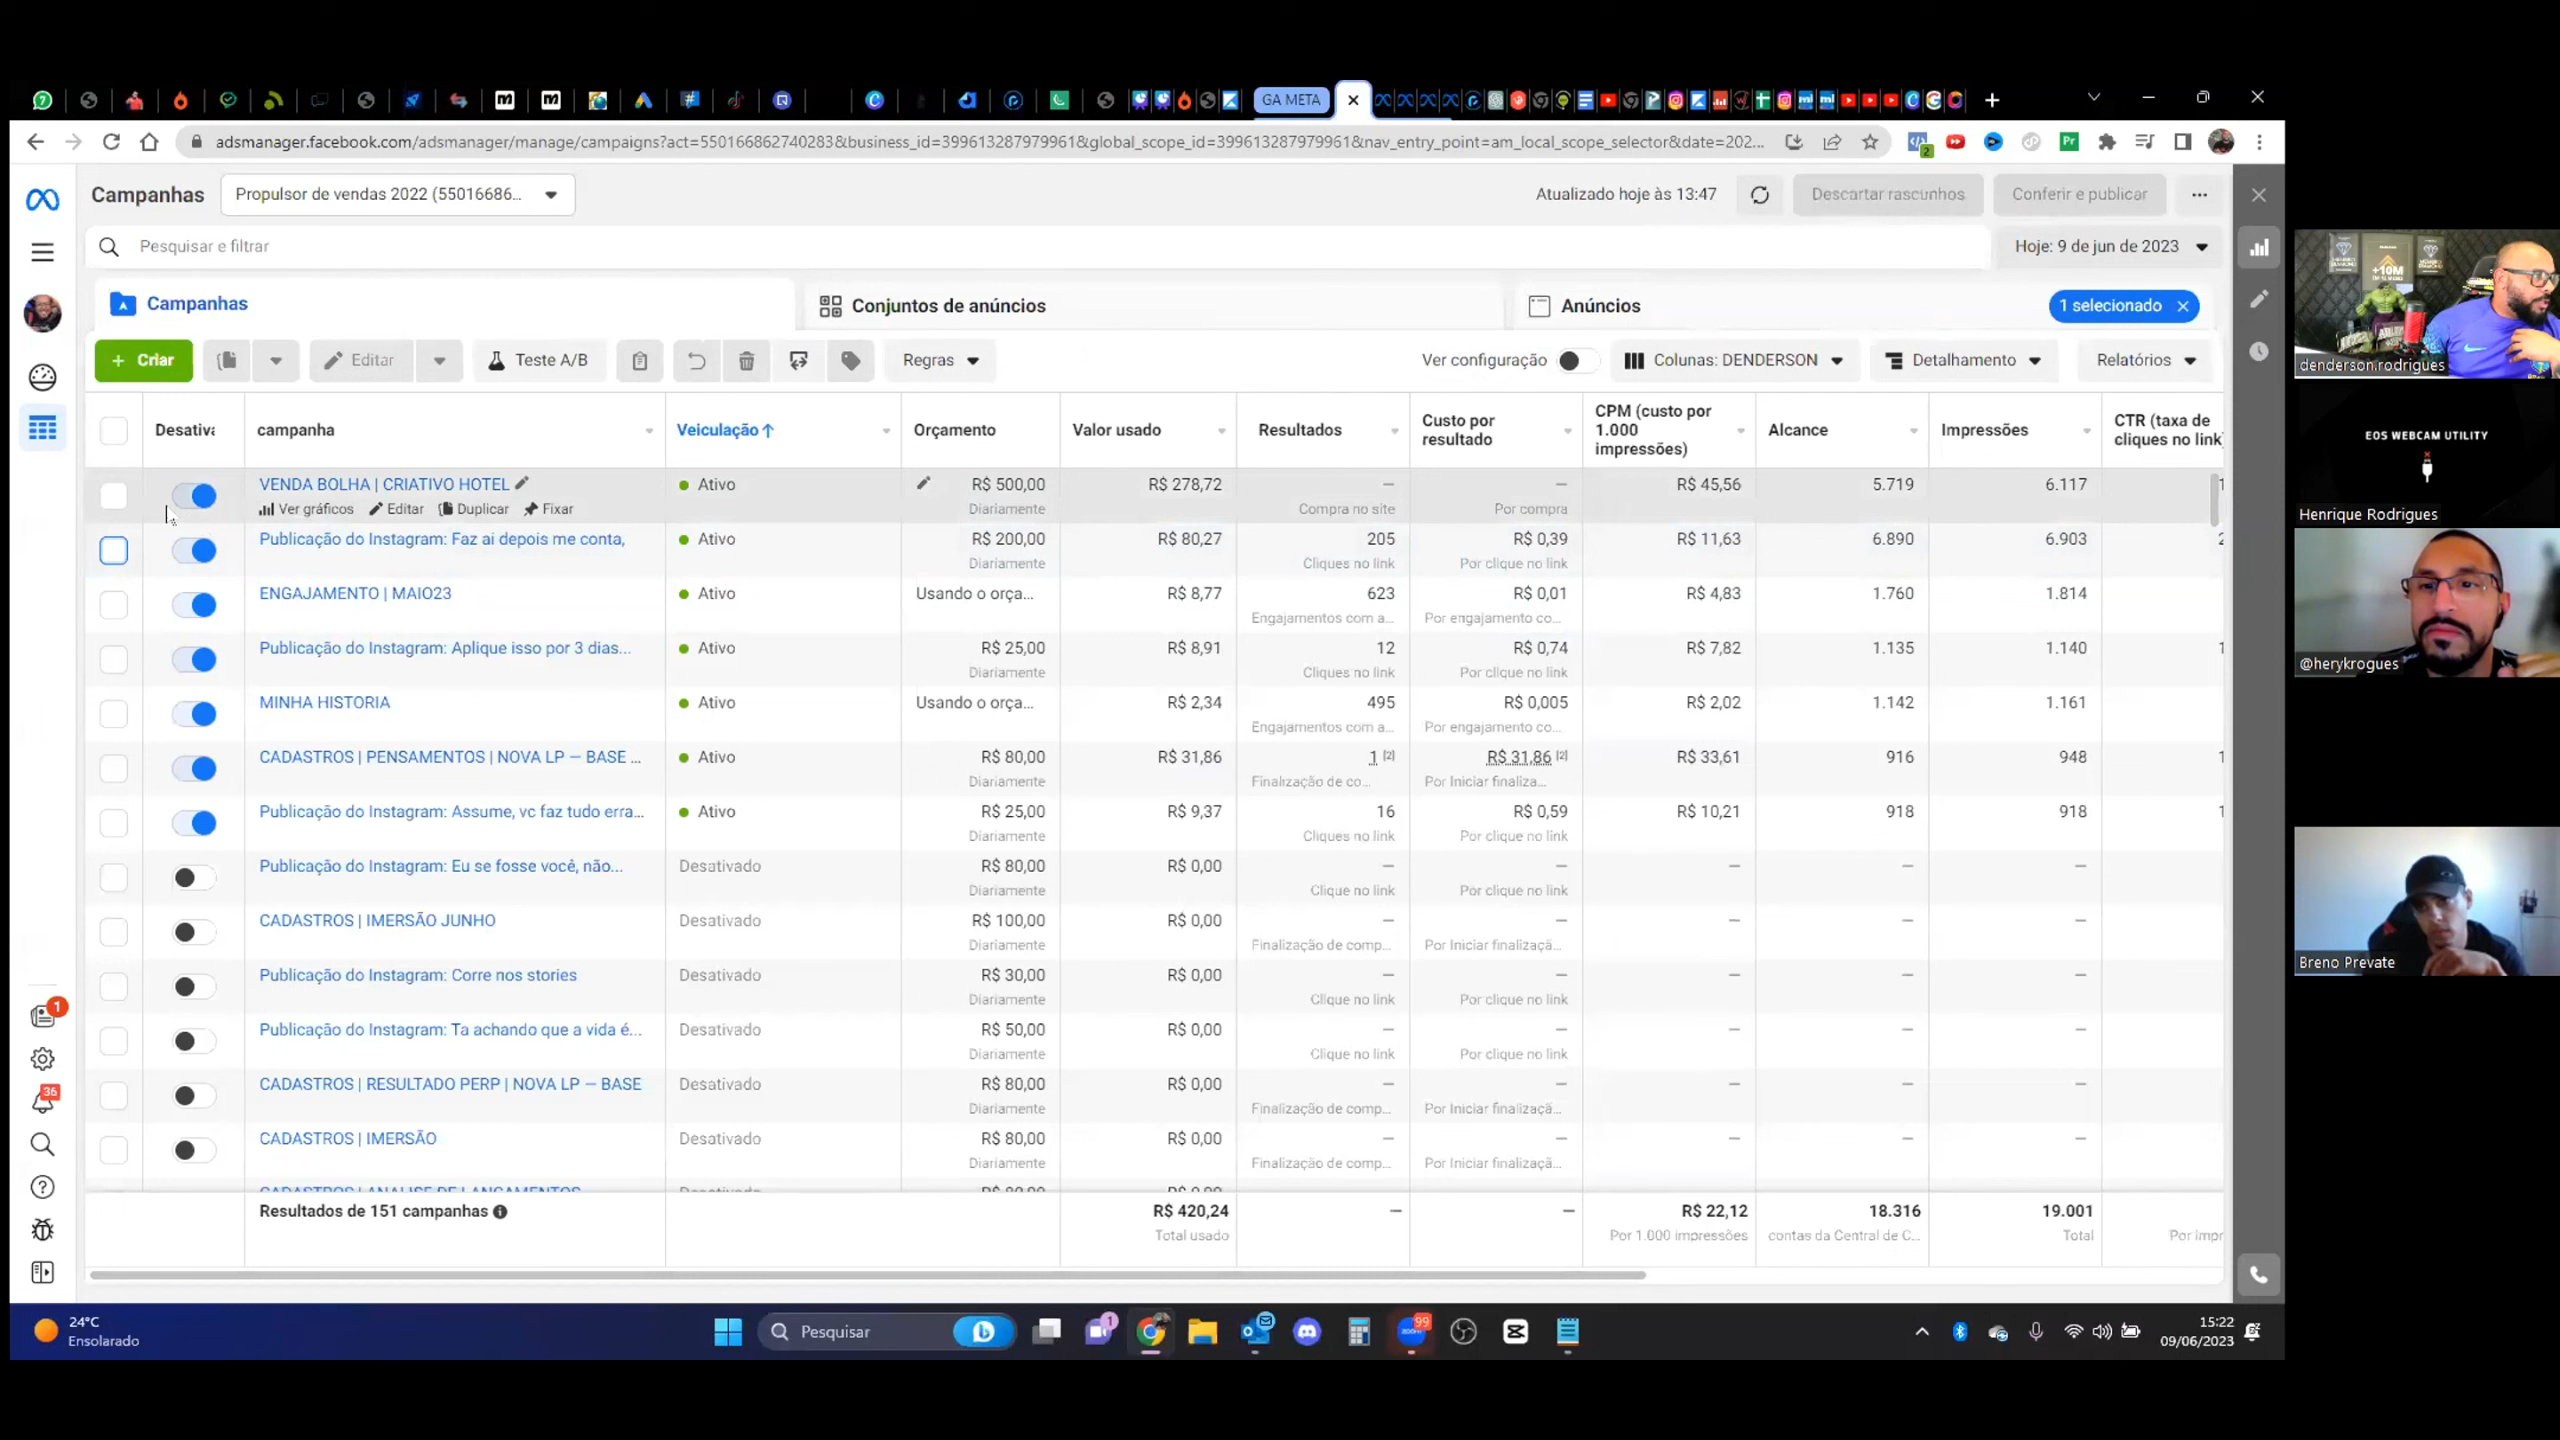 GA META
adsmanager.facebook.com/adsmanager/manage/campaigns?act=550166862740283&business_id=399613287979961&global_scope_id=399613287979961&nav_entry_point=am_local_scope_selector&date=202...
Campanhas
Propulsor de vendas 2022 (55016686...
Atualizado hoje às 13:47
Descartar rascunhos
Conferir e publicar
Pesquisar e filtrar
Hoje: 9 de jun de 2023
Campanhas
Conjuntos de anúncios
Anúncios
1 selecionado
+ Criar
Editar
Teste A/B
Regras
Ver configuração
Colunas: DENDERSON
Detalhamento
Relatórios
Desativa campanha Veiculação↑ Orçamento Valor usado Resultados Custo por resultado CPM (custo por 1.000 impressões) Alcance Impressões CTR (taxa de cliques no link
VENDA BOLHA | CRIATIVO HOTEL Ativo R$ 500,00 R$ 278,72 — — R$ 45,56 5.719 6.117
Ver gráficos Editar Duplicar Fixar Diariamente Compra no site Por compra
Publicação do Instagram: Faz ai depois me conta, Ativo R$ 200,00 R$ 80,27 205 R$ 0,39 R$ 11,63 6.890 6.903
Diariamente Cliques no link Por clique no link
ENGAJAMENTO | MAIO23 Ativo Usando o orça... R$ 8,77 623 R$ 0,01 R$ 4,83 1.760 1.814
Engajamentos com a... Por engajamento co...
Publicação do Instagram: Aplique isso por 3 dias... Ativo R$ 25,00 R$ 8,91 12 R$ 0,74 R$ 7,82 1.135 1.140
Diariamente Cliques no link Por clique no link
MINHA HISTORIA Ativo Usando o orça... R$ 2,34 495 R$ 0,005 R$ 2,02 1.142 1.161
Engajamentos com a... Por engajamento co...
CADASTROS | PENSAMENTOS | NOVA LP — BASE ... Ativo R$ 80,00 R$ 31,86 1 [2] R$ 31,86 [2] R$ 33,61 916 948
Diariamente Finalização de co... Por Iniciar finaliza...
Publicação do Instagram: Assume, vc faz tudo erra... Ativo R$ 25,00 R$ 9,37 16 R$ 0,59 R$ 10,21 918 918
Diariamente Cliques no link Por clique no link
Publicação do Instagram: Eu se fosse você, não... Desativado R$ 80,00 R$ 0,00 — — — — —
Diariamente Clique no link Por clique no link
CADASTROS | IMERSÃO JUNHO Desativado R$ 100,00 R$ 0,00 — — — — —
Diariamente Finalização de comp... Por Iniciar finalizaçã...
Publicação do Instagram: Corre nos stories Desativado R$ 30,00 R$ 0,00 — — — — —
Diariamente Clique no link Por clique no link
Publicação do Instagram: Ta achando que a vida é... Desativado R$ 50,00 R$ 0,00 — — — — —
Diariamente Clique no link Por clique no link
CADASTROS | RESULTADO PERP | NOVA LP — BASE Desativado R$ 80,00 R$ 0,00 — — — — —
Diariamente Finalização de comp... Por Iniciar finalizaçã...
CADASTROS | IMERSÃO Desativado R$ 80,00 R$ 0,00 — — — — —
Diariamente Finalização de comp... Por Iniciar finalizaçã...
Resultados de 151 campanhas R$ 420,24 — — R$ 22,12 18.316 19.001
Total usado Por 1.000 impressões contas da Central de C... Total Por impr
1
36
24°C
Ensolarado
Pesquisar
1
99
15:22
09/06/2023
+10M
denderson.rodrigues
EOS WEBCAM UTILITY
Henrique Rodrigues
@herykrogues
Breno Prevate